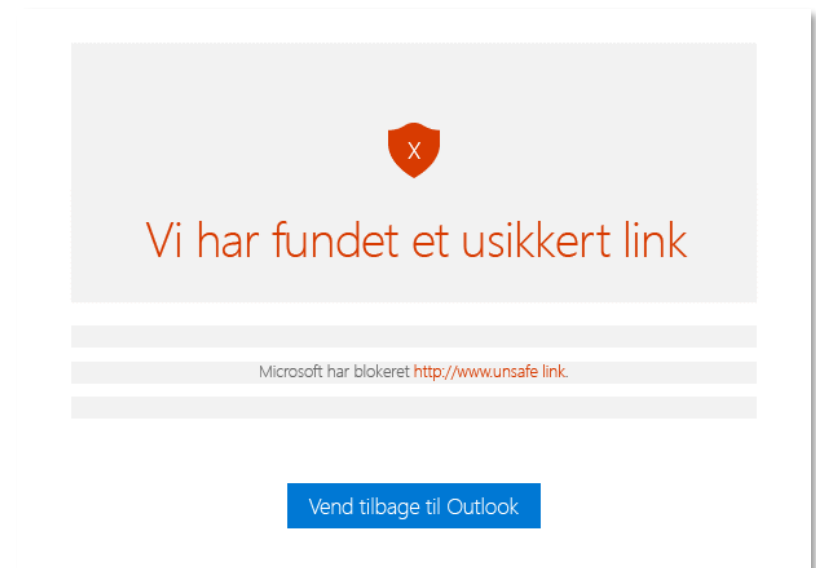 X
Vi har fundet et usikkert link
Microsoft har blokeret http://www.unsafe link.
Vend tilbage til Outlook